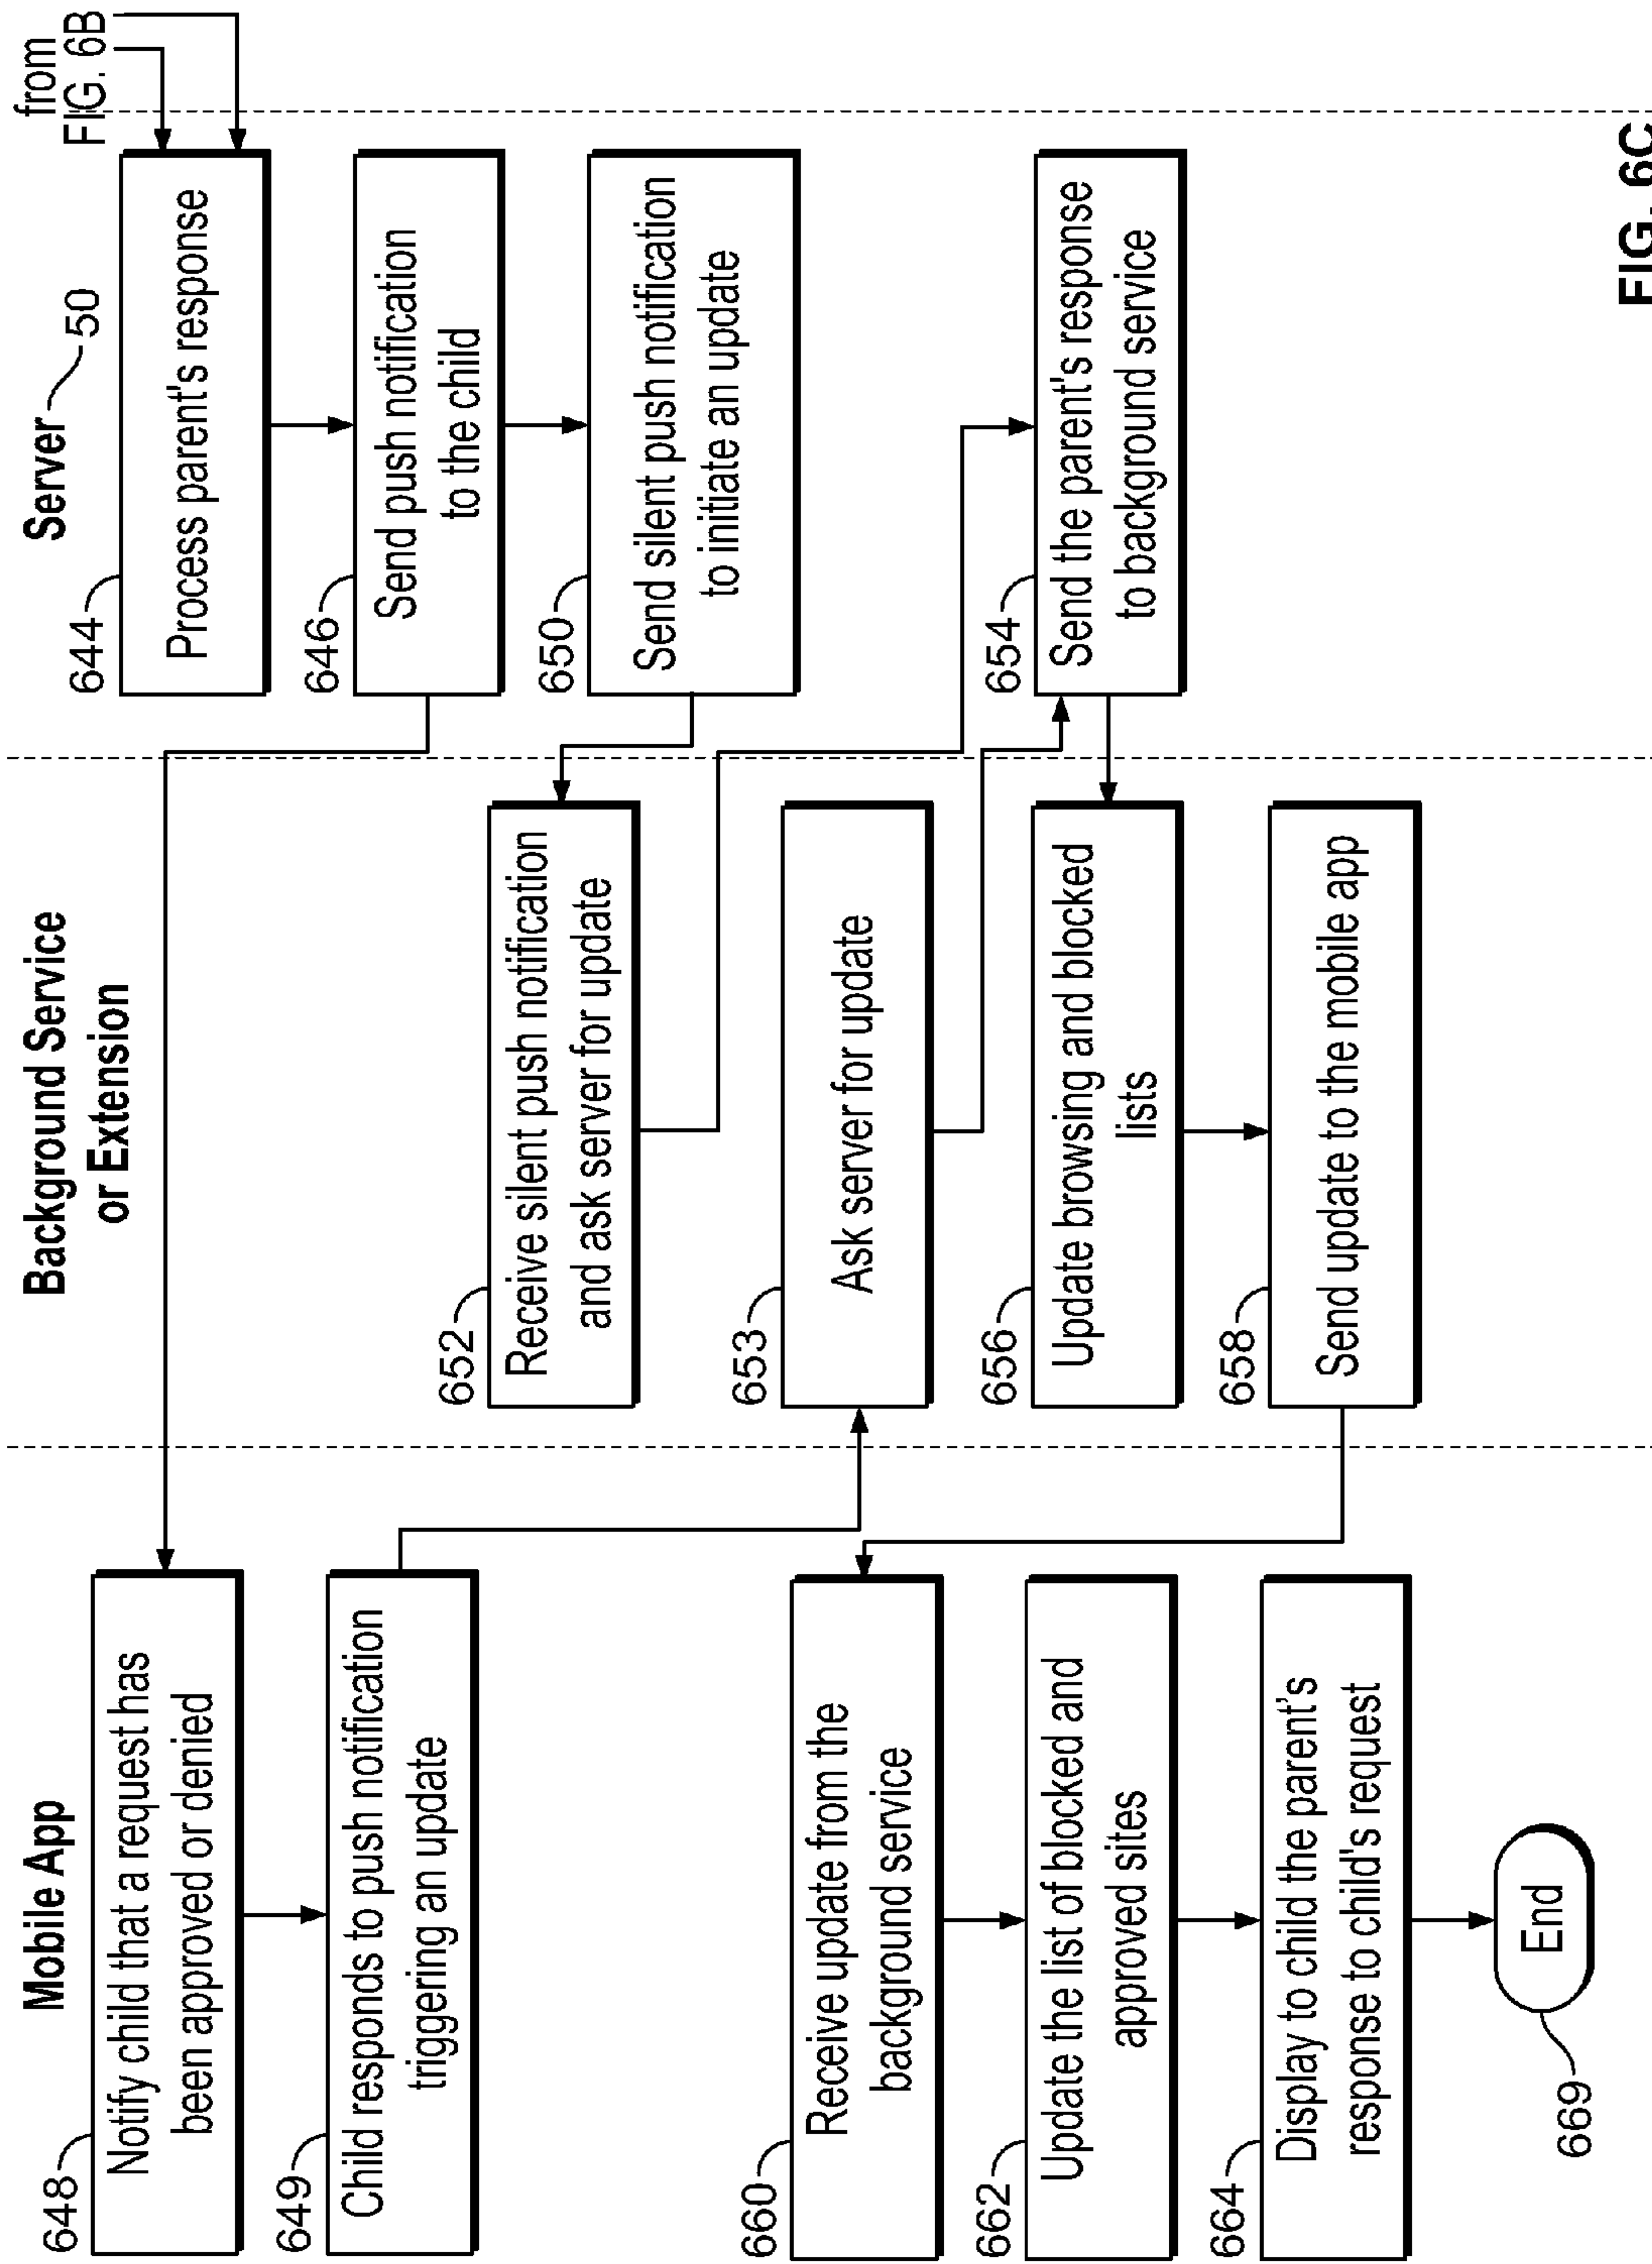 Mobile App
Background Service
or Extension
Server
50
from
FIG. 6B
648
Notify child that a request has
been approved or denied
644
Process parent's response
649
Child responds to push notification
triggering an update
646
Send push notification
to the child
652
Receive silent push notification
and ask server for update
650
Send silent push notification
to initiate an update
660
Receive update from the
background service
653
Ask server for update
662
Update the list of blocked and
approved sites
656
Update browsing and blocked
lists
654
Send the parent's response
to background service
664
Display to child the parent's
response to child's request
658
Send update to the mobile app
669
End
FIG. 6C